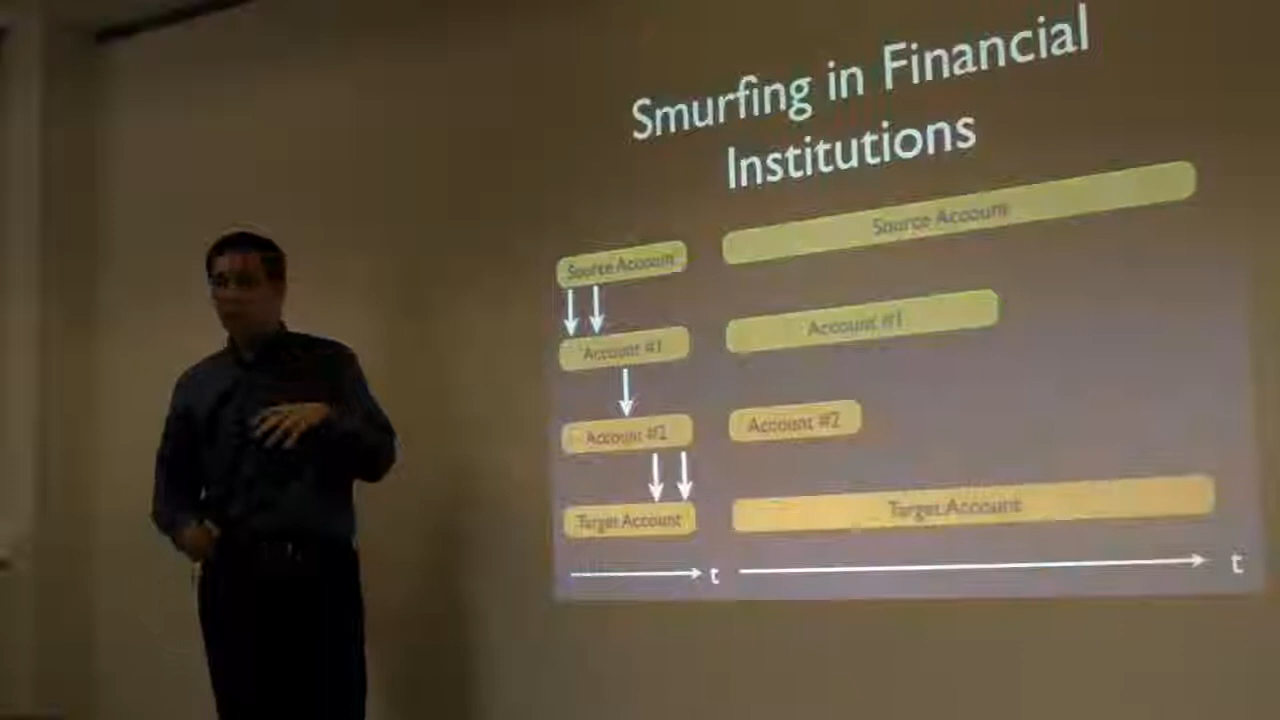 Smurfing in Financial
Institutions
Source Account
Source Account
Account #1
Account #1
Account #2
Account #2
Target Account
Target Account
t
t